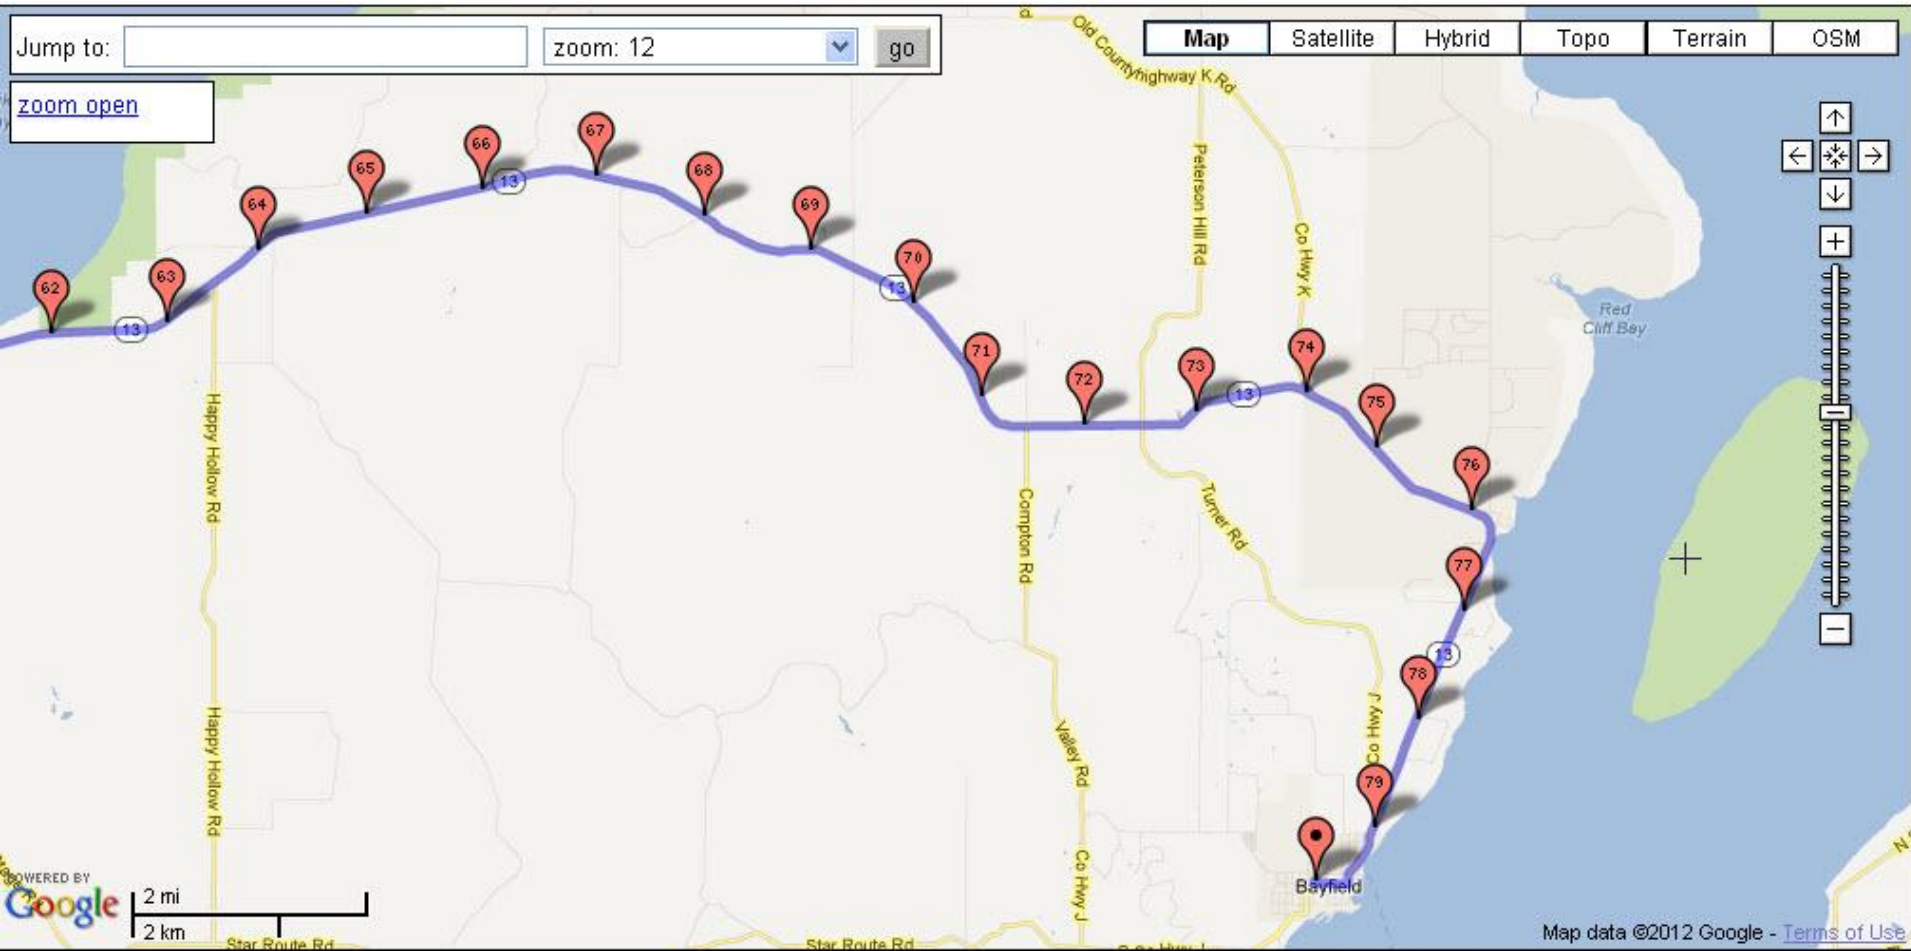 Jump to:
zoom: 12
go
Map
Satellite
Hybrid
Topo
Terrain
OSM
zoom open
Old Countyhighway K Rd
Peterson Hill Rd
Co Hwy K
Red
Cliff Bay
62
63
64
65
66
67
68
69
70
71
72
73
74
75
76
77
78
79
13
13
13
13
13
Happy Hollow Rd
Compton Rd
Turner Rd
Happy Hollow Rd
Valley Rd
Co Hwy J
Co Hwy J
Bayfield
POWERED BY
Google
2 mi
2 km
Star Route Rd
Star Route Rd
Map data ©2012 Google - Terms of Use